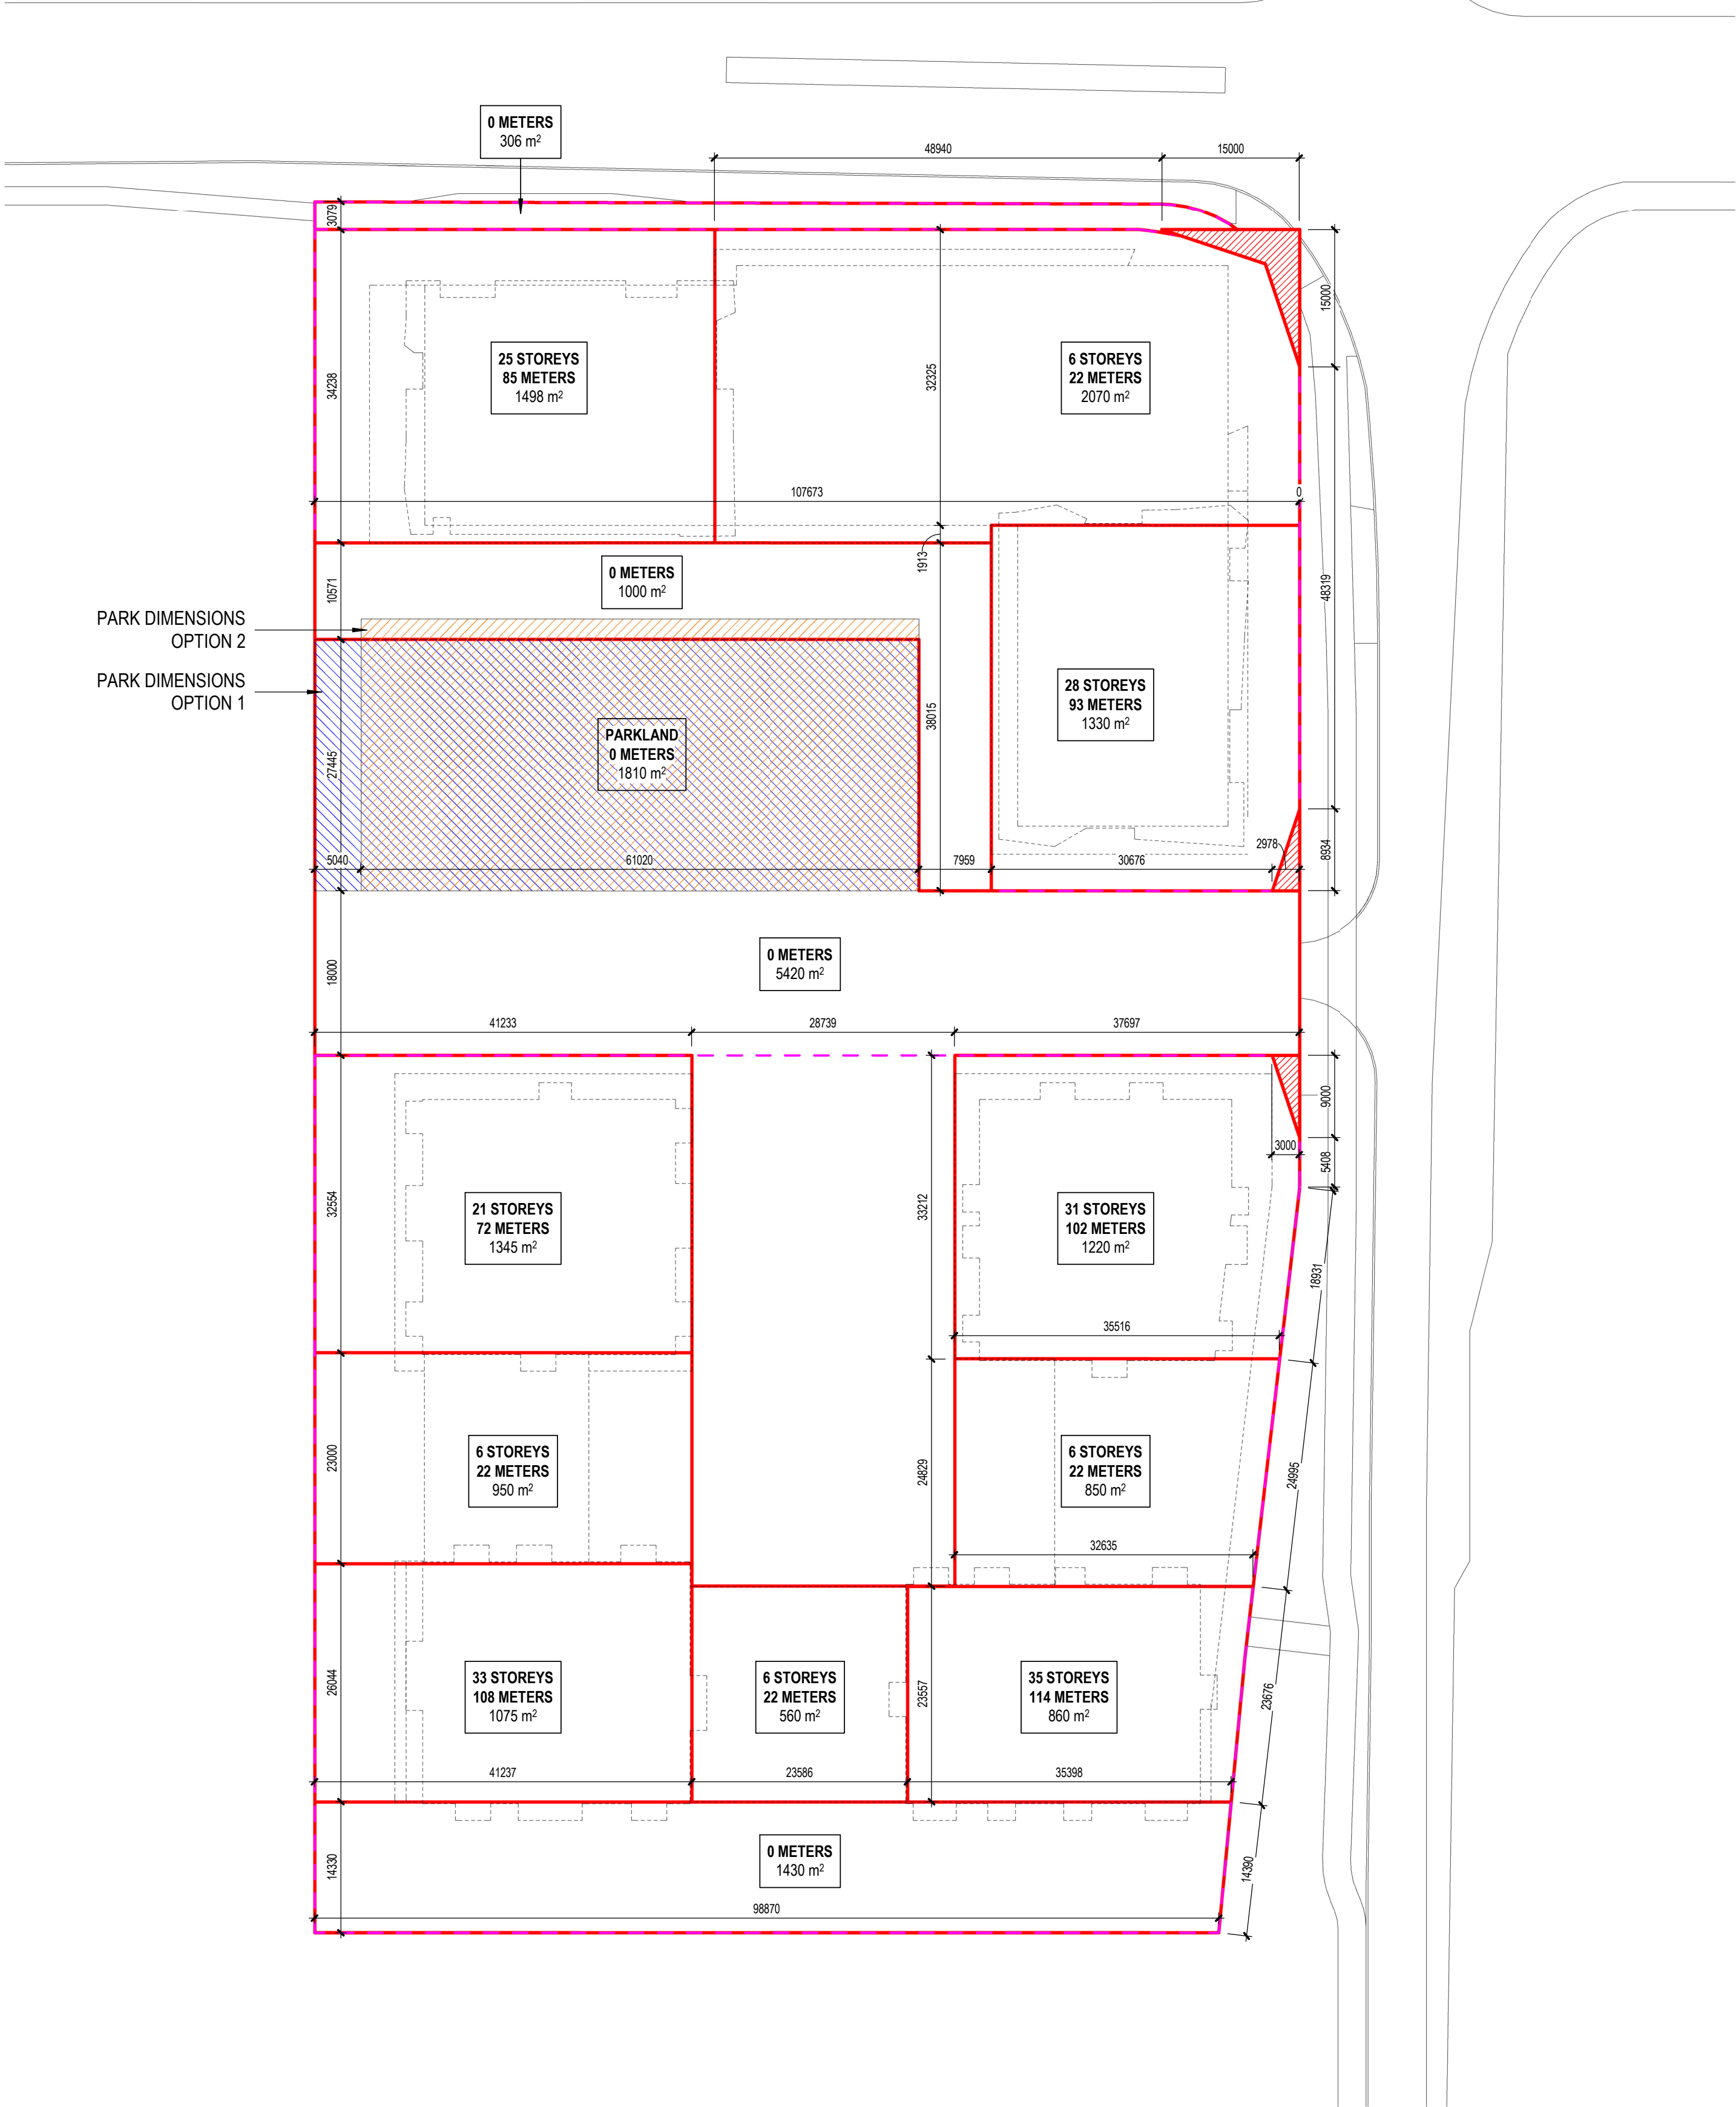 0 METERS
306 m²
48940
15000
3079
34238
25 STOREYS
85 METERS
1498 m²
32325
6 STOREYS
22 METERS
2070 m²
15000
107673
0
1913
10571
0 METERS
1000 m²
48319
PARK DIMENSIONS
OPTION 2
PARK DIMENSIONS
OPTION 1
28 STOREYS
93 METERS
1330 m²
38015
27445
PARKLAND
0 METERS
1810 m²
2978
8934
5040
61020
7959
30676
18000
0 METERS
5420 m²
41233
28739
37697
9000
3000
5408
32554
21 STOREYS
72 METERS
1345 m²
33212
31 STOREYS
102 METERS
1220 m²
18931
35516
23000
6 STOREYS
22 METERS
950 m²
24829
6 STOREYS
22 METERS
850 m²
24995
32635
26044
33 STOREYS
108 METERS
1075 m²
6 STOREYS
22 METERS
560 m²
23557
35 STOREYS
114 METERS
860 m²
23676
41237
23586
35398
14330
0 METERS
1430 m²
14390
98870